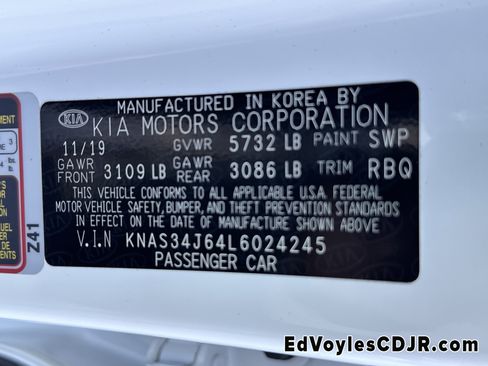 MANUFACTURED IN KOREA BY
KIA KIA MOTORS CORPORATION
11/19 GVWR 5732 LB PAINT SWP
GAWR FRONT 3109 LB GAWR REAR 3086 LB TRIM RBQ
THIS VEHICLE CONFORMS TO ALL APPLICABLE U.S.A FEDERAL
MOTOR VEHICLE SAFETY, BUMPER, AND THEFT PREVENTION STANDARDS
IN EFFECT ON THE DATE OF MANUFACTURE SHOWN ABOVE
V.I.N KNAS34J64L6024245
PASSENGER CAR
Z41
EdVoylesCDJR.com